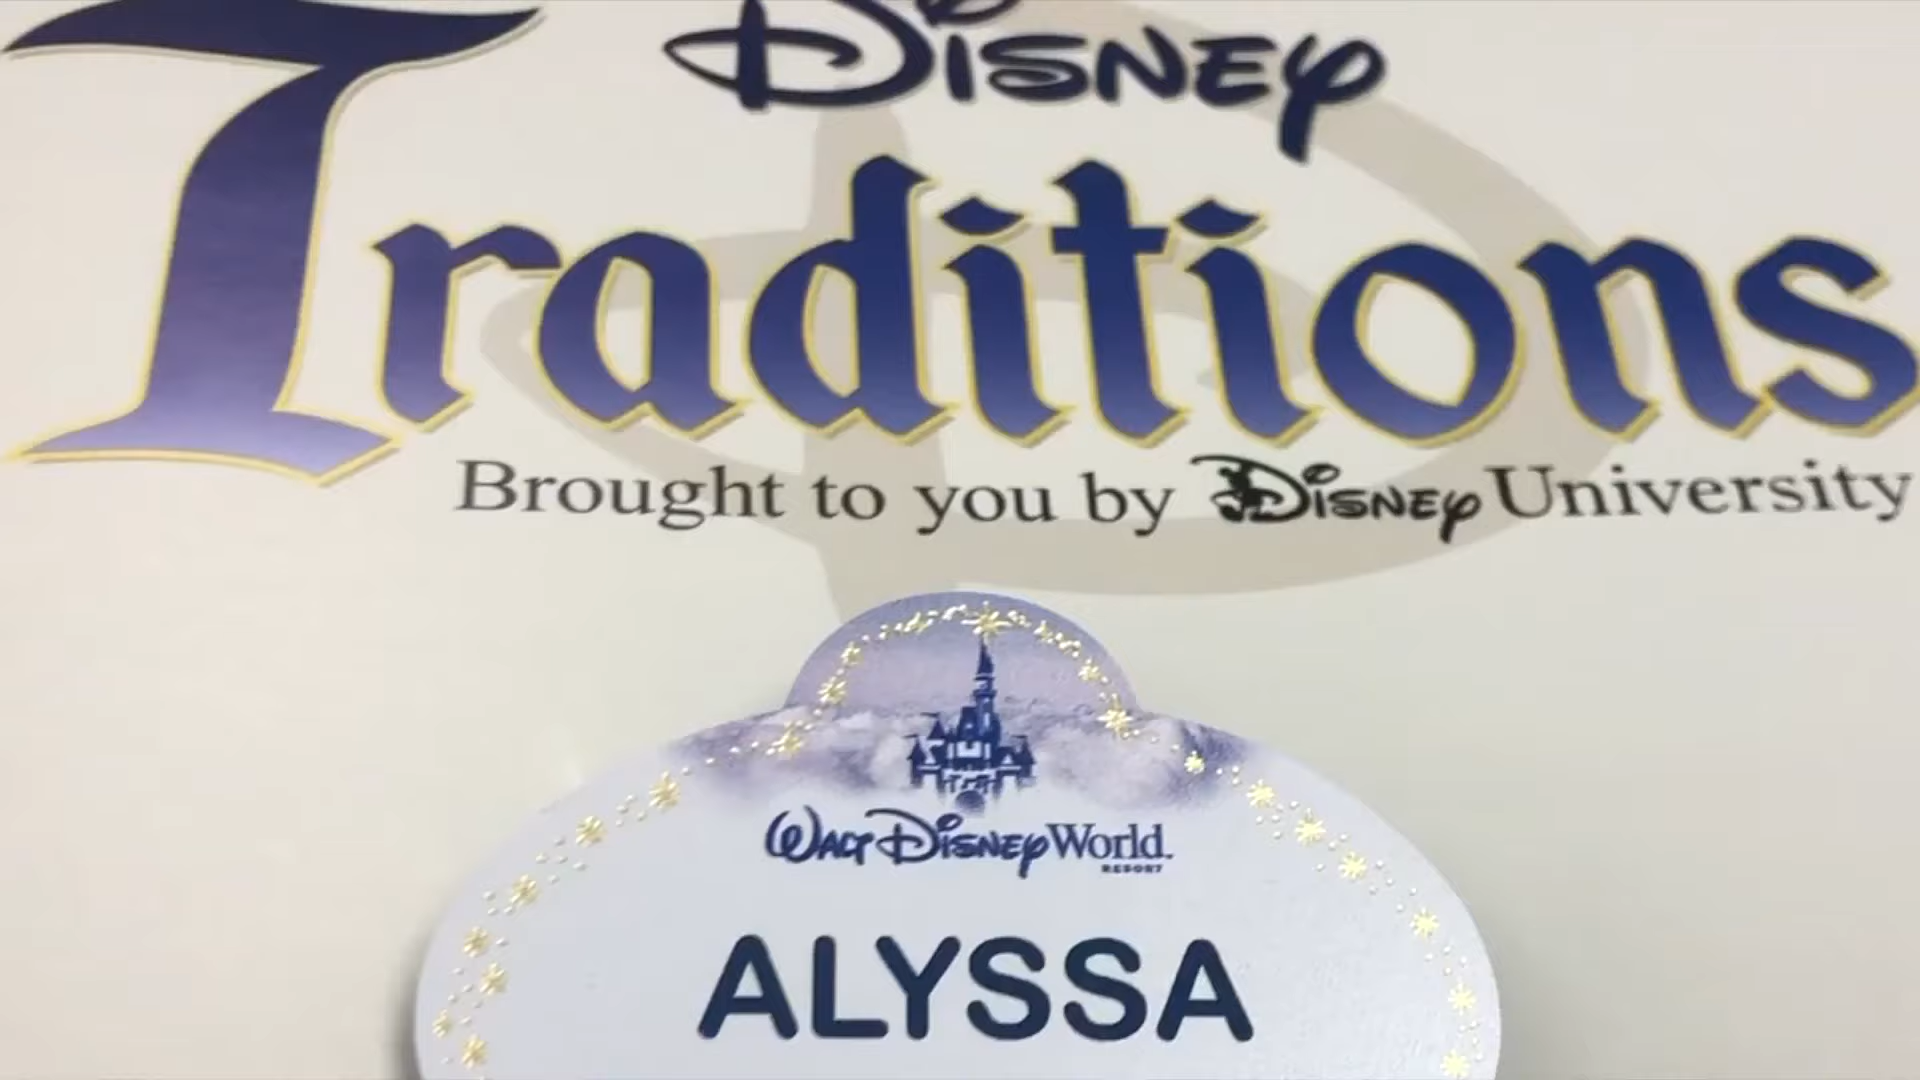 Disney
Traditions
Brought to you by Disney University
Walt Disney World.
RESORT
ALYSSA